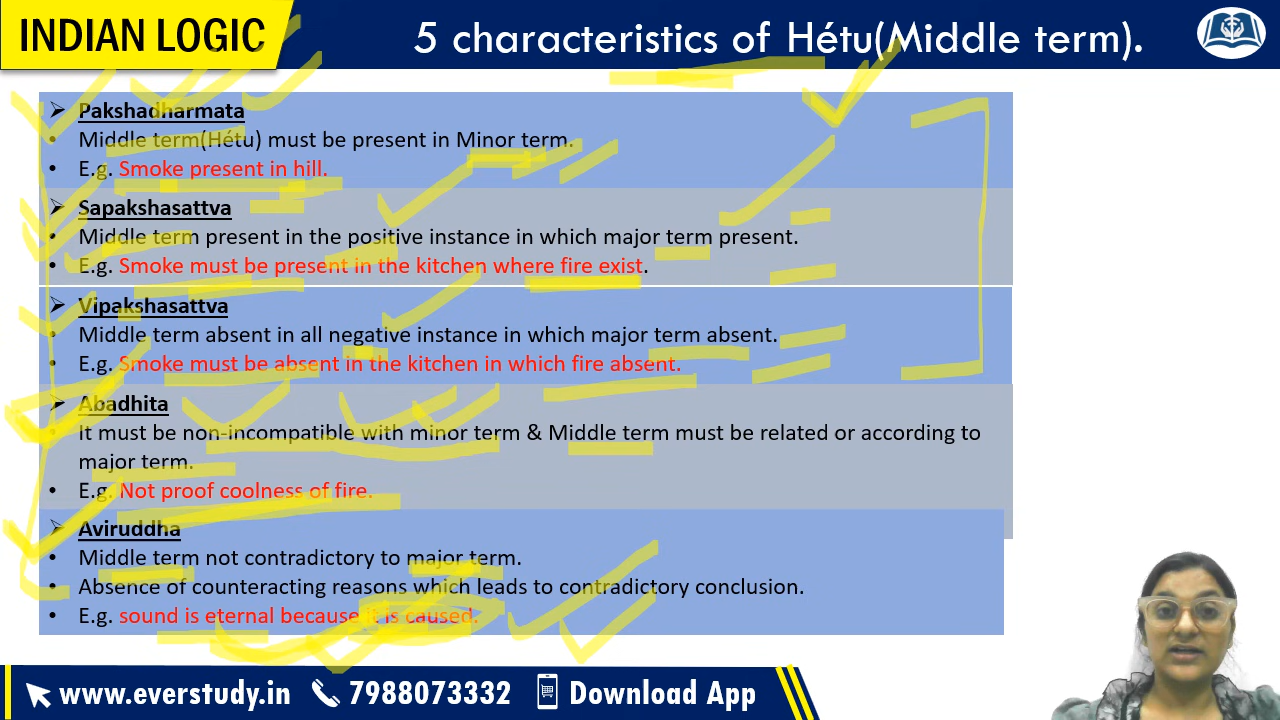 INDIAN LOGIC
5 characteristics of Hétu(Middle term).
➢ Pakshadharmata
• Middle term(Hétu) must be present in Minor term.
• E.g. Smoke present in hill.
➢ Sapakshasattva
• Middle term present in the positive instance in which major term present.
• E.g. Smoke must be present in the kitchen where fire exist.
➢ Vipakshasattva
• Middle term absent in all negative instance in which major term absent.
• E.g. Smoke must be absent in the kitchen in which fire absent.
➢ Abadhita
• It must be non-incompatible with minor term & Middle term must be related or according to
major term.
• E.g. Not proof coolness of fire.
➢ Aviruddha
• Middle term not contradictory to major term.
• Absence of counteracting reasons which leads to contradictory conclusion.
• E.g. sound is eternal because it is caused.
www.everstudy.in 7988073332 Download App